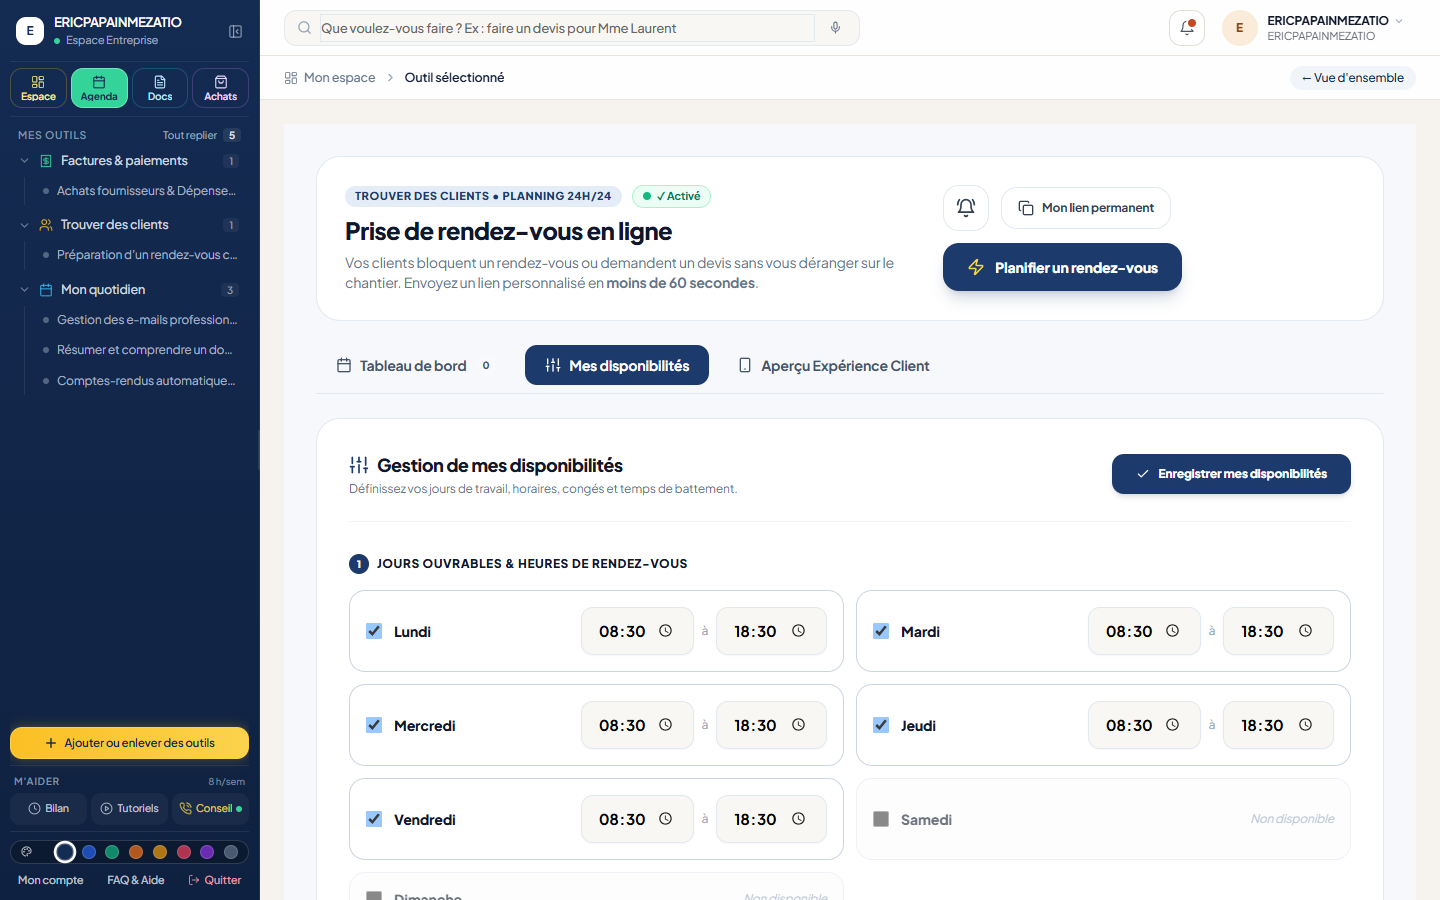 E
ERICPAPAINMEZATIO
Espace Entreprise
Espace
Agenda
Docs
Achats
MES OUTILS
Tout replier
5
Factures & paiements
1
Achats fournisseurs & Dépense...
Trouver des clients
1
Préparation d'un rendez-vous c...
Mon quotidien
3
Gestion des e-mails profession...
Résumer et comprendre un do...
Comptes-rendus automatique...
+ Ajouter ou enlever des outils
M'AIDER
8 h/sem
Bilan
Tutoriels
Conseil
Mon compte
FAQ & Aide
Quitter
Que voulez-vous faire ? Ex : faire un devis pour Mme Laurent
E
ERICPAPAINMEZATIO
ERICPAPAINMEZATIO
Mon espace > Outil sélectionné
← Vue d'ensemble
TROUVER DES CLIENTS • PLANNING 24H/24
✓ Activé
Prise de rendez-vous en ligne
Vos clients bloquent un rendez-vous ou demandent un devis sans vous déranger sur le
chantier. Envoyez un lien personnalisé en moins de 60 secondes.
Mon lien permanent
Planifier un rendez-vous
Tableau de bord 0
Mes disponibilités
Aperçu Expérience Client
Gestion de mes disponibilités
Définissez vos jours de travail, horaires, congés et temps de battement.
Enregistrer mes disponibilités
1 JOURS OUVRABLES & HEURES DE RENDEZ-VOUS
Lundi 08:30 à 18:30
Mardi 08:30 à 18:30
Mercredi 08:30 à 18:30
Jeudi 08:30 à 18:30
Vendredi 08:30 à 18:30
Samedi Non disponible
Dimanche Non disponible